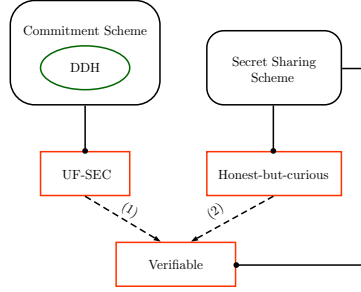 Commitment Scheme
DDH
Secret Sharing
Scheme
UF-SEC
Honest-but-curious
(1)
(2)
Verifiable